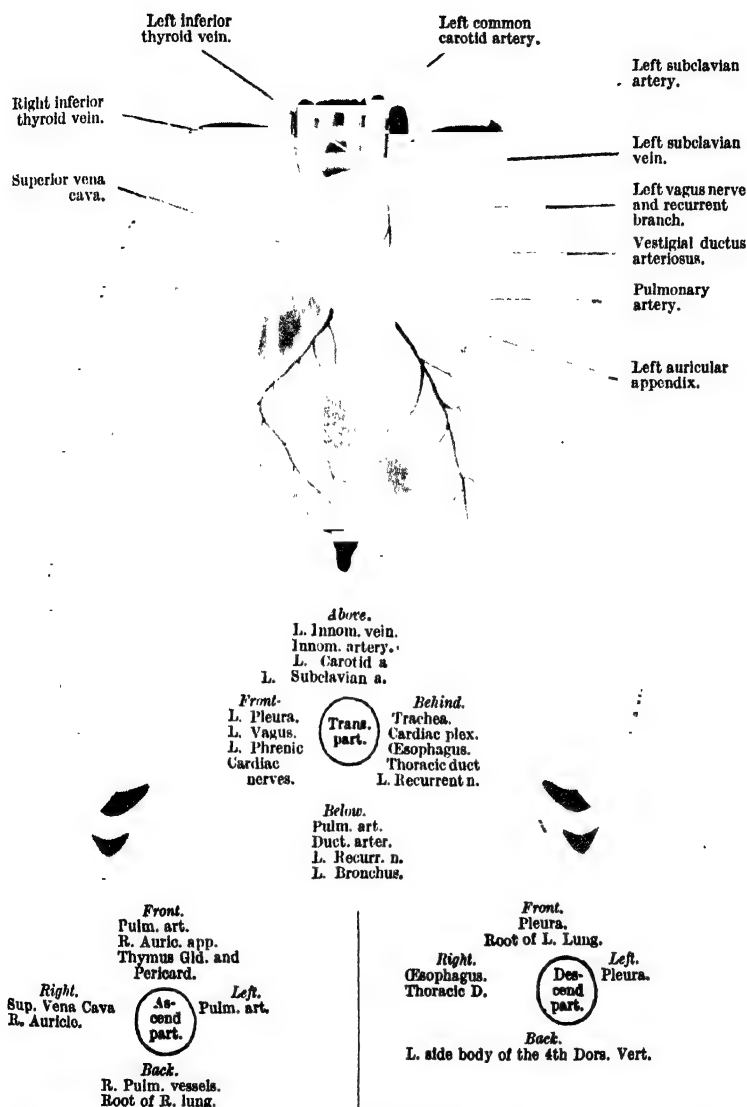 Left inferior
thyroid vein.
Left common
carotid artery.
Left subclavian
artery.
Right inferior
thyroid vein.
Left subclavian
vein.
Superior vena
cava.
Left vagus nerve
and recurrent
branch.
Vestigial ductus
arteriosus.
Pulmonary
artery.
Left auricular
appendix.
Above.
L. Innom. vein.
Innom. artery.
L. Carotid a
L. Subclavian a.
Front-
L. Pleura.
L. Vagus.
L. Phrenic
Cardiac
nerves.
Trans.
part.
Behind.
Trachea.
Cardiac plex.
Œsophagus.
Thoracic duct
L. Recurrent n.
Below.
Pulm. art.
Duct. arter.
L. Recurr. n.
L. Bronchus.
Front.
Pulm. art.
R. Auric. app.
Thymus Gld. and
Pericard.
Right.
Sup. Vena Cava
R. Auricle.
As-
cend
part.
Left.
Pulm. art.
Back.
R. Pulm. vessels.
Root of R. lung.
Front.
Pleura.
Root of L. Lung.
Right.
Œsophagus.
Thoracic D.
Des-
cend
part.
Left.
Pleura.
Back.
L. side body of the 4th Dors. Vert.